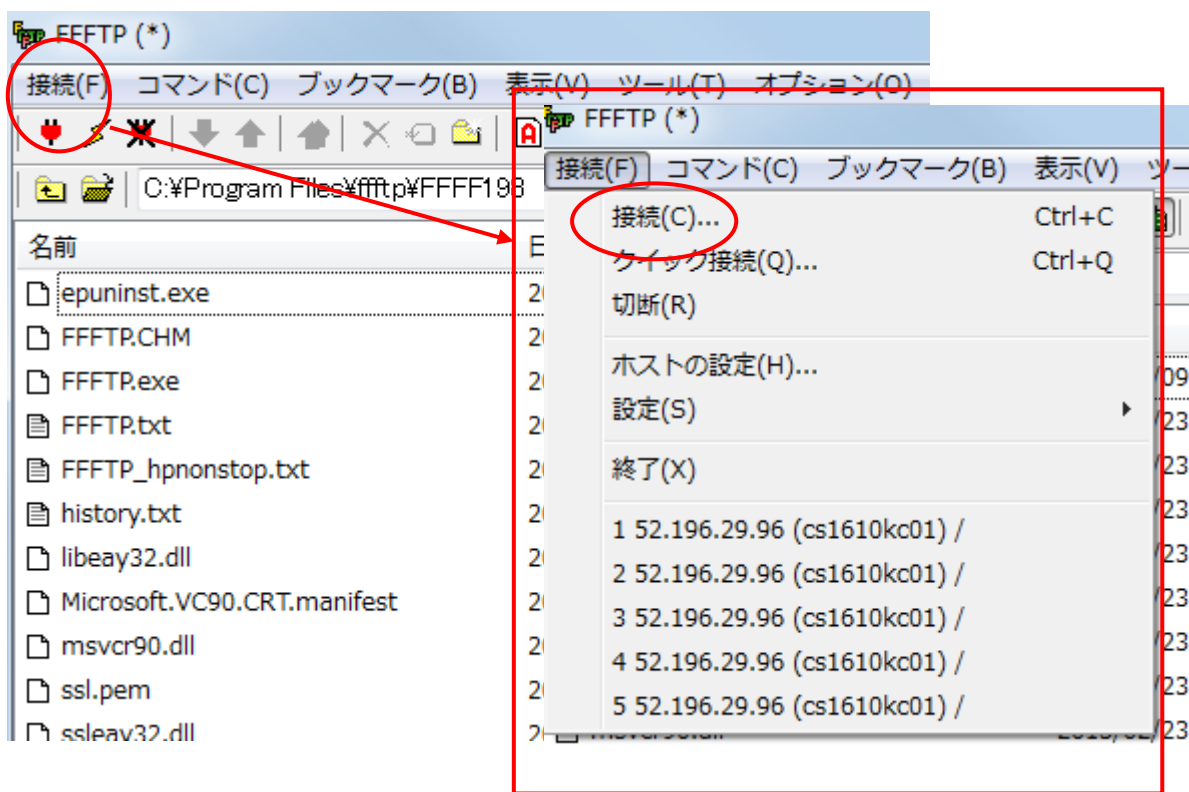 FFFTP (*)
接続(F) コマンド(C) ブックマーク(B) 表示(V) ツール(T) オプション(O)
C:¥Program Files¥ffftp¥FFFF198
名前
epuninst.exe
FFFTP.CHM
FFFTP.exe
FFFTP.txt
FFFTP_hpnonstop.txt
history.txt
libeay32.dll
Microsoft.VC90.CRT.manifest
msvcr90.dll
ssl.pem
ssleay32.dll
FFFTP (*)
接続(F) コマンド(C) ブックマーク(B) 表示(V)
接続(C)... Ctrl+C
クイック接続(Q)... Ctrl+Q
切断(R)
ホストの設定(H)...
設定(S)
終了(X)
1 52.196.29.96 (cs1610kc01) /
2 52.196.29.96 (cs1610kc01) /
3 52.196.29.96 (cs1610kc01) /
4 52.196.29.96 (cs1610kc01) /
5 52.196.29.96 (cs1610kc01) /